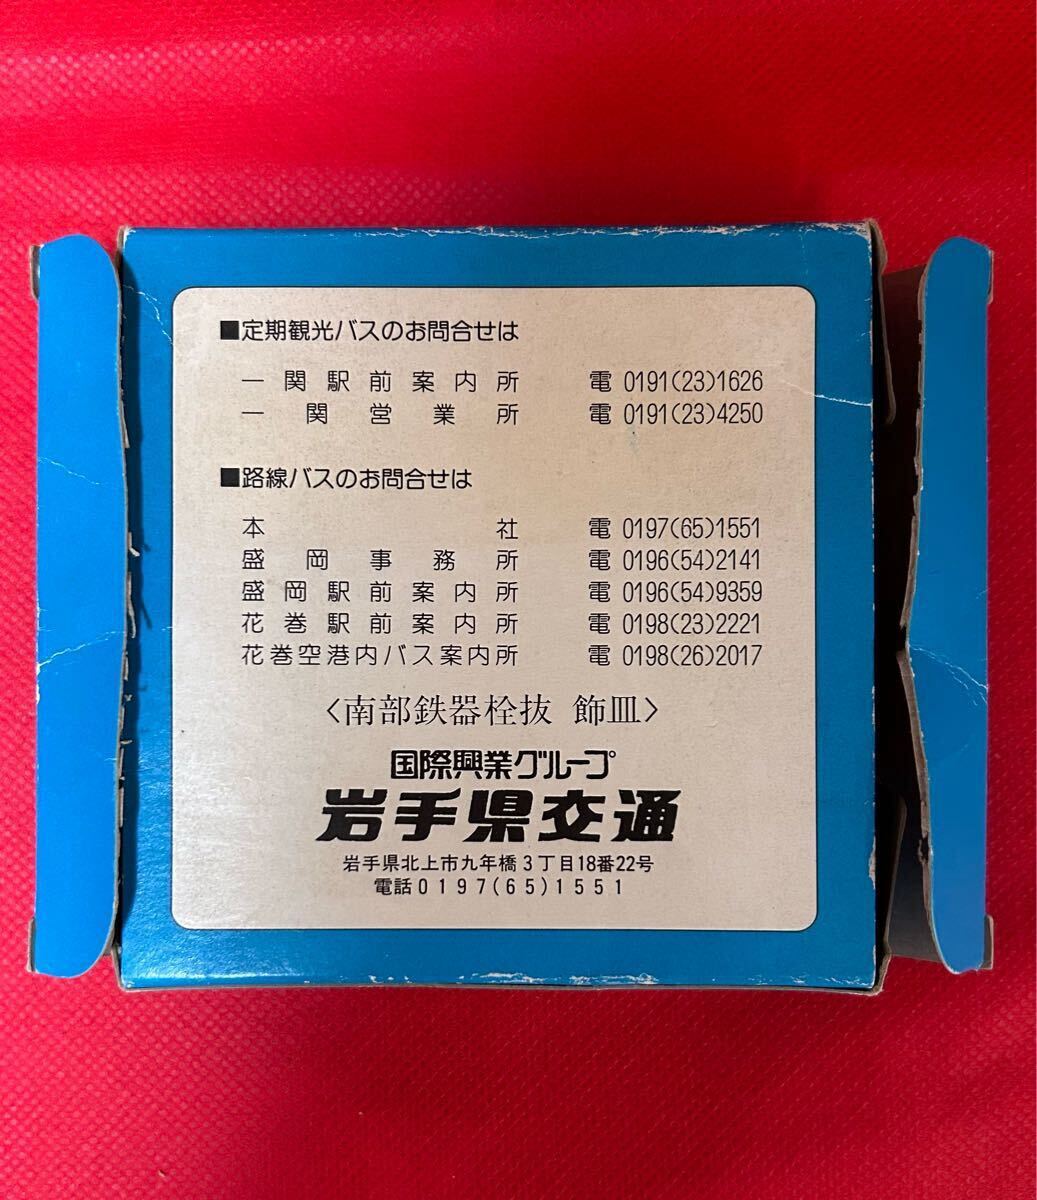 ■定期観光バスのお問合せは
一関駅前案内所 電 0191(23)1626
一関営業所 電 0191(23)4250
■路線バスのお問合せは
本社 電 0197(65)1551
盛岡事務所 電 0196(54)2141
盛岡駅前案内所 電 0196(54)9359
花巻駅前案内所 電 0198(23)2221
花巻空港内バス案内所 電 0198(26)2017
〈南部鉄器栓抜 飾皿〉
国際興業グループ
岩手県交通
岩手県北上市九年橋3丁目18番22号
電話0197(65)1551